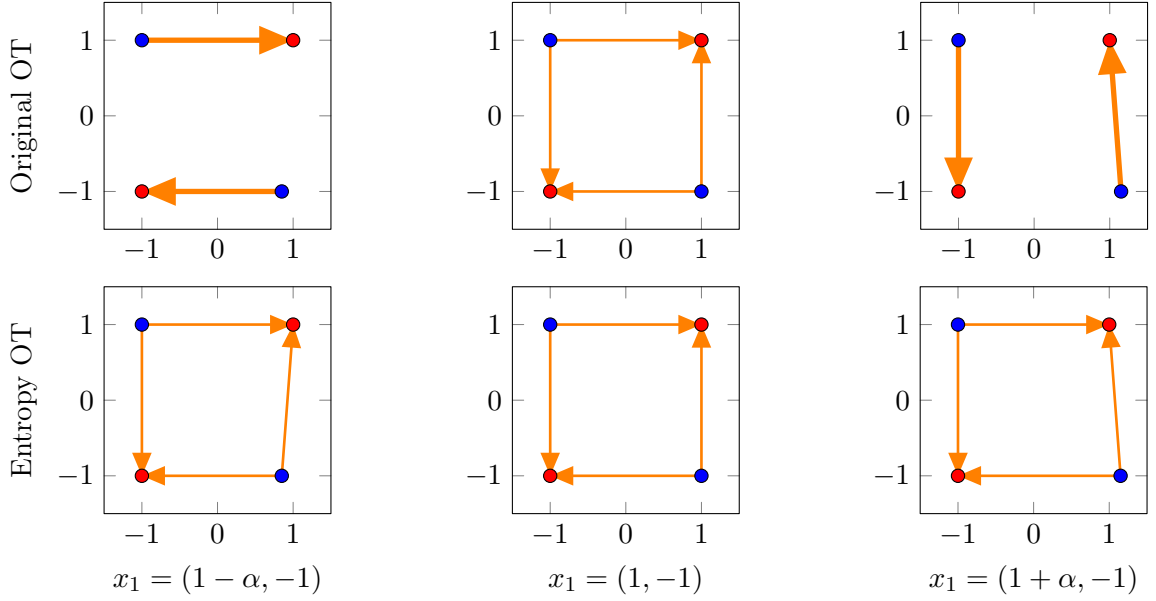 Original OT
1
0
−1
−1 0 1
1
0
−1
−1 0 1
1
0
−1
−1 0 1
Entropy OT
1
0
−1
−1 0 1
1
0
−1
−1 0 1
1
0
−1
−1 0 1
x₁ = (1 − α, −1)
x₁ = (1, −1)
x₁ = (1 + α, −1)